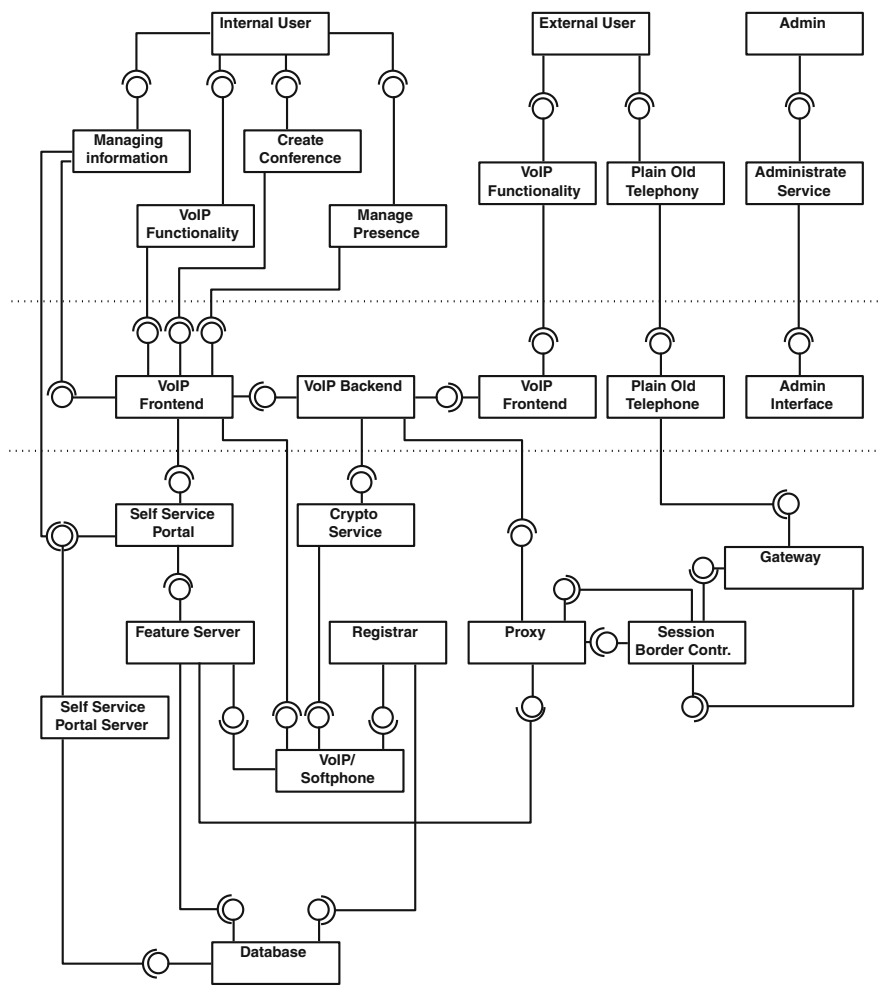 Internal User
External User
Admin
Managing
information
Create
Conference
VoIP
Functionality
Plain Old
Telephony
Administrate
Service
VoIP
Functionality
Manage
Presence
VoIP
Frontend
VoIP Backend
VoIP
Frontend
Plain Old
Telephone
Admin
Interface
Self Service
Portal
Crypto
Service
Gateway
Feature Server
Registrar
Proxy
Session
Border Contr.
Self Service
Portal Server
VoIP/
Softphone
Database